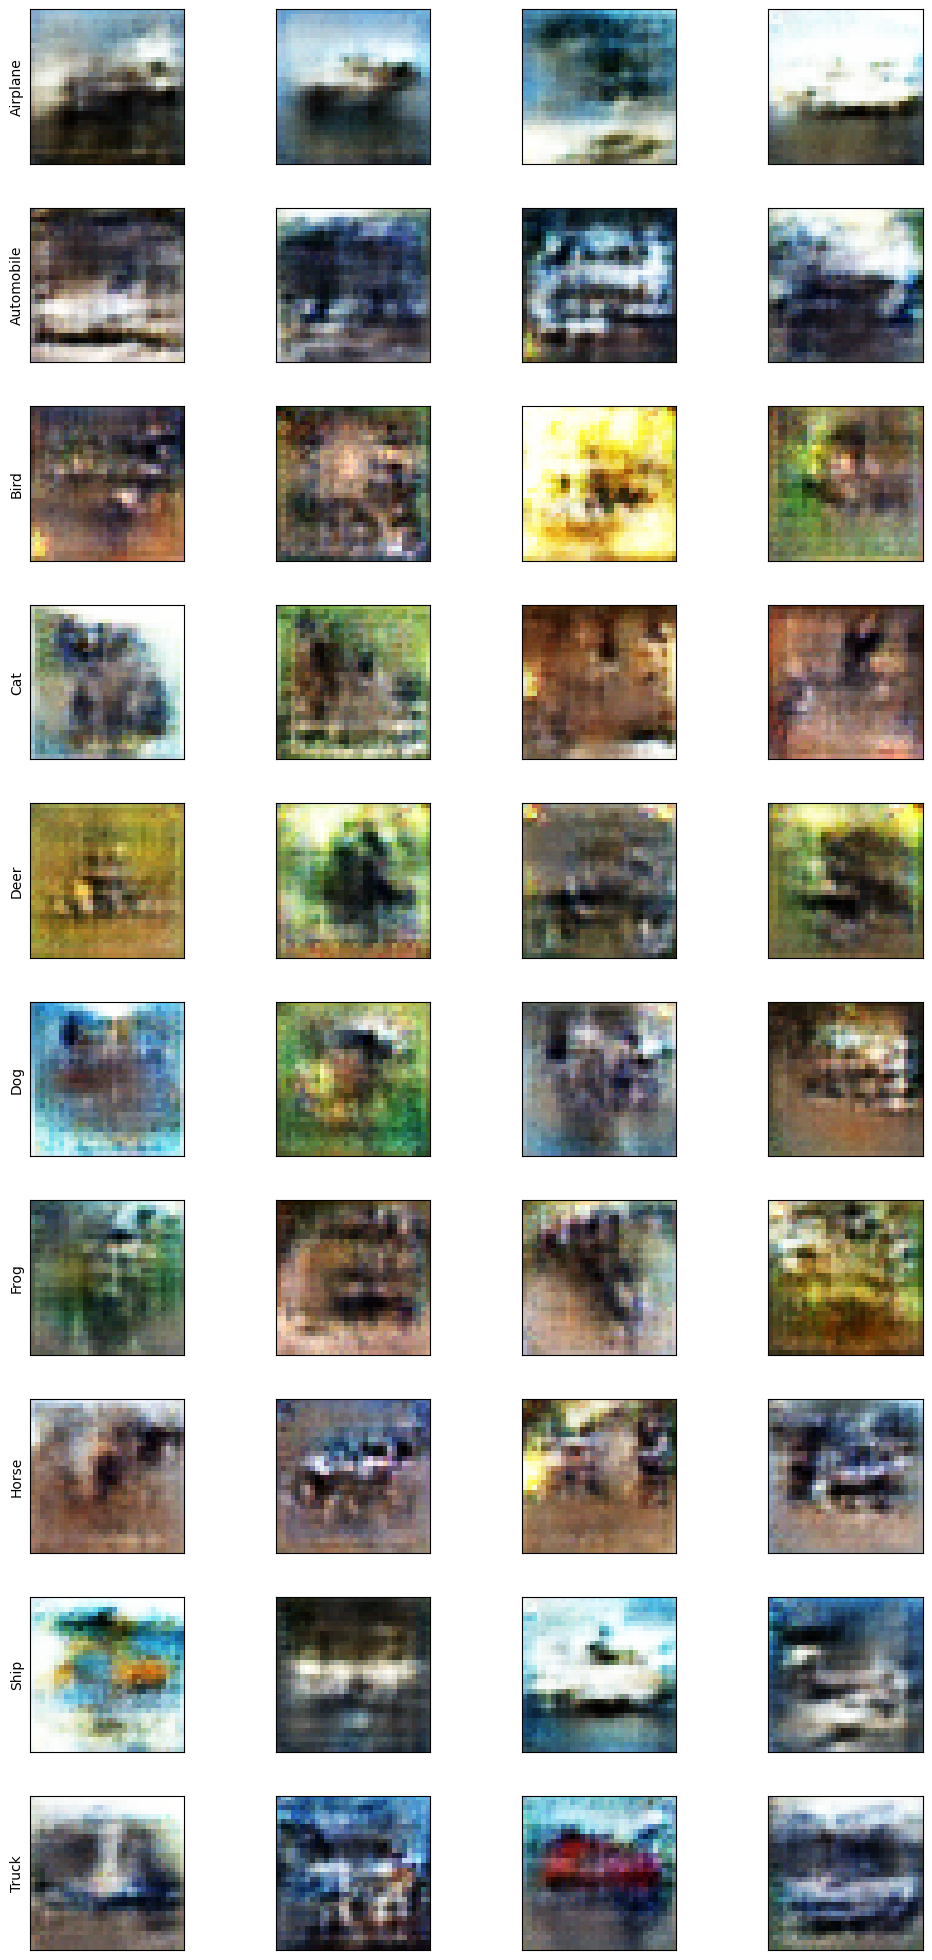 Airplane
Automobile
Bird
Cat
Deer
Dog
Frog
Horse
Ship
Truck